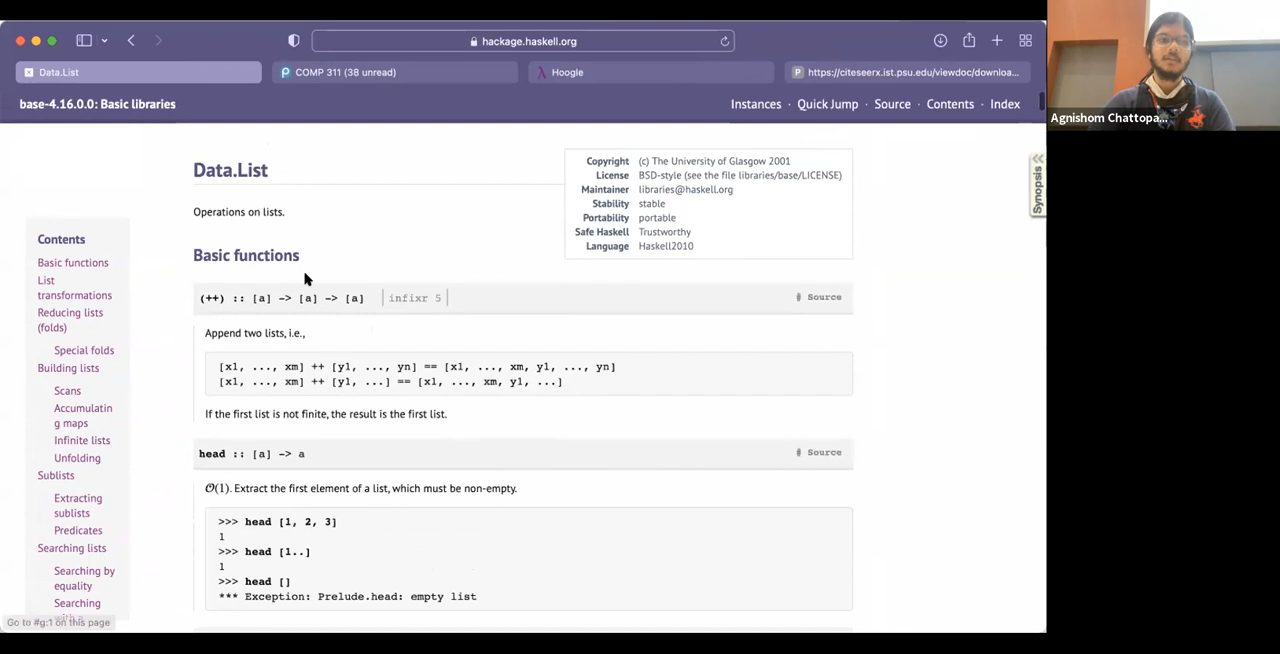 hackage.haskell.org
Data.List
COMP 311 (38 unread)
Hoogle
https://citeseerx.ist.psu.edu/viewdoc/downloa...
base-4.16.0.0: Basic libraries
Instances · Quick Jump · Source · Contents · Index
Agnishom Chattopa...
Data.List
Copyright (c) The University of Glasgow 2001
License BSD-style (see the file libraries/base/LICENSE)
Maintainer libraries@haskell.org
Stability stable
Portability portable
Safe Haskell Trustworthy
Language Haskell2010
Synopsis
Operations on lists.
Contents
Basic functions
List
transformations
Reducing lists
(folds)
Special folds
Building lists
Scans
Accumulatin
g maps
Infinite lists
Unfolding
Sublists
Extracting
sublists
Predicates
Searching lists
Searching by
equality
Searching
Go to #g:1 on this page
Basic functions
(++) :: [a] -> [a] -> [a] infixr 5 # Source
Append two lists, i.e.,
[x1, ..., xm] ++ [y1, ..., yn] == [x1, ..., xm, y1, ..., yn]
[x1, ..., xm] ++ [y1, ...] == [x1, ..., xm, y1, ...]
If the first list is not finite, the result is the first list.
head :: [a] -> a # Source
𝒪(1). Extract the first element of a list, which must be non-empty.
>>> head [1, 2, 3]
1
>>> head [1..]
1
>>> head []
*** Exception: Prelude.head: empty list